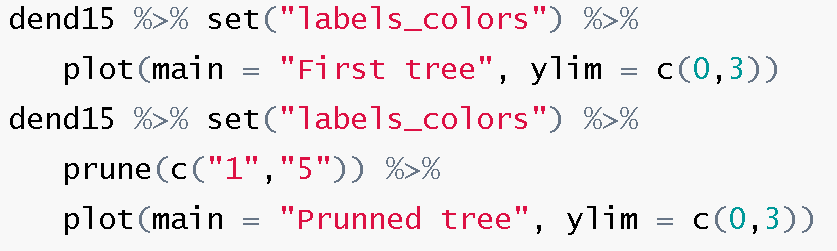 dend15 %>% set("labels_colors") %>%
   plot(main = "First tree", ylim = c(0,3))
dend15 %>% set("labels_colors") %>%
   prune(c("1","5")) %>%
   plot(main = "Prunned tree", ylim = c(0,3))